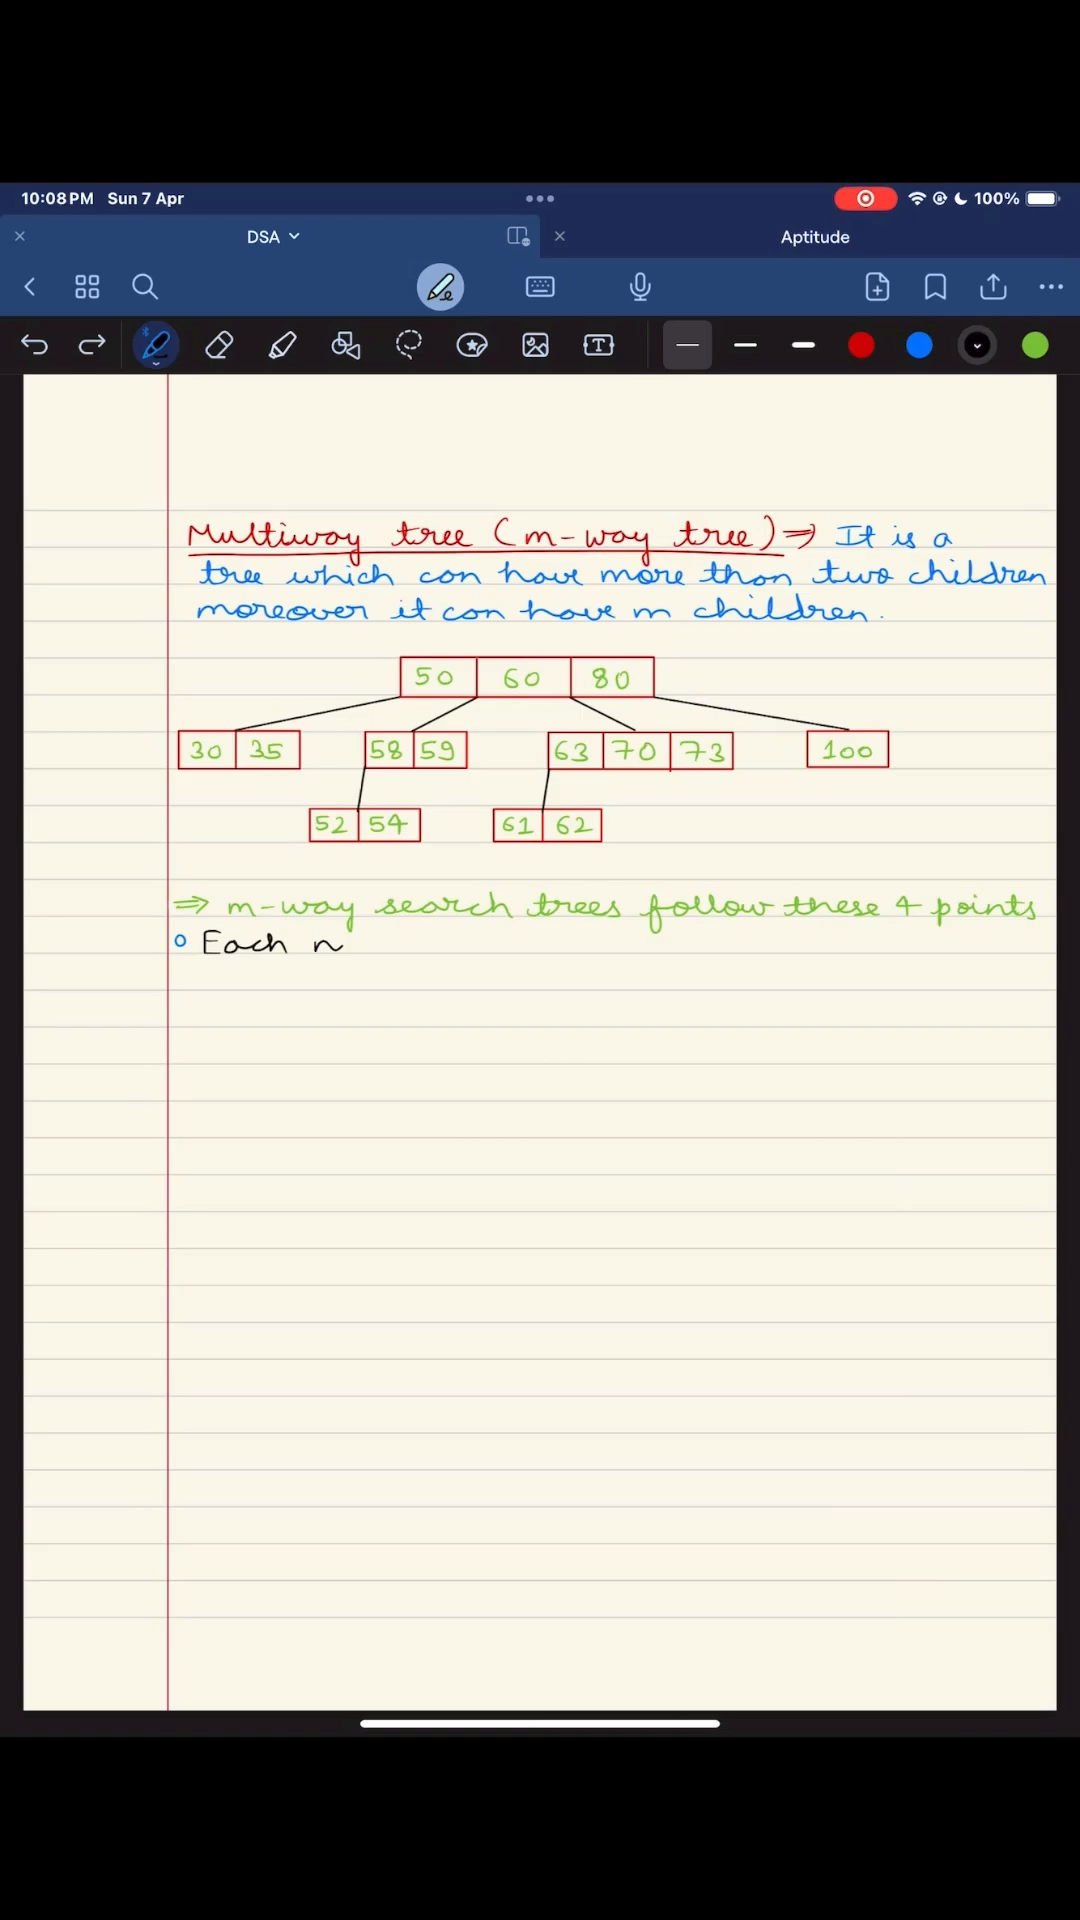 10:08 PM Sun 7 Apr
100%
DSA
Aptitude
Multiway tree (m-way tree) ⇒ It is a
tree which can have more than two children
moreover it can have m children.
50 60 80
30 35 58 59 63 70 73 100
52 54 61 62
⇒ m-way search trees follow these 4 points
Each n